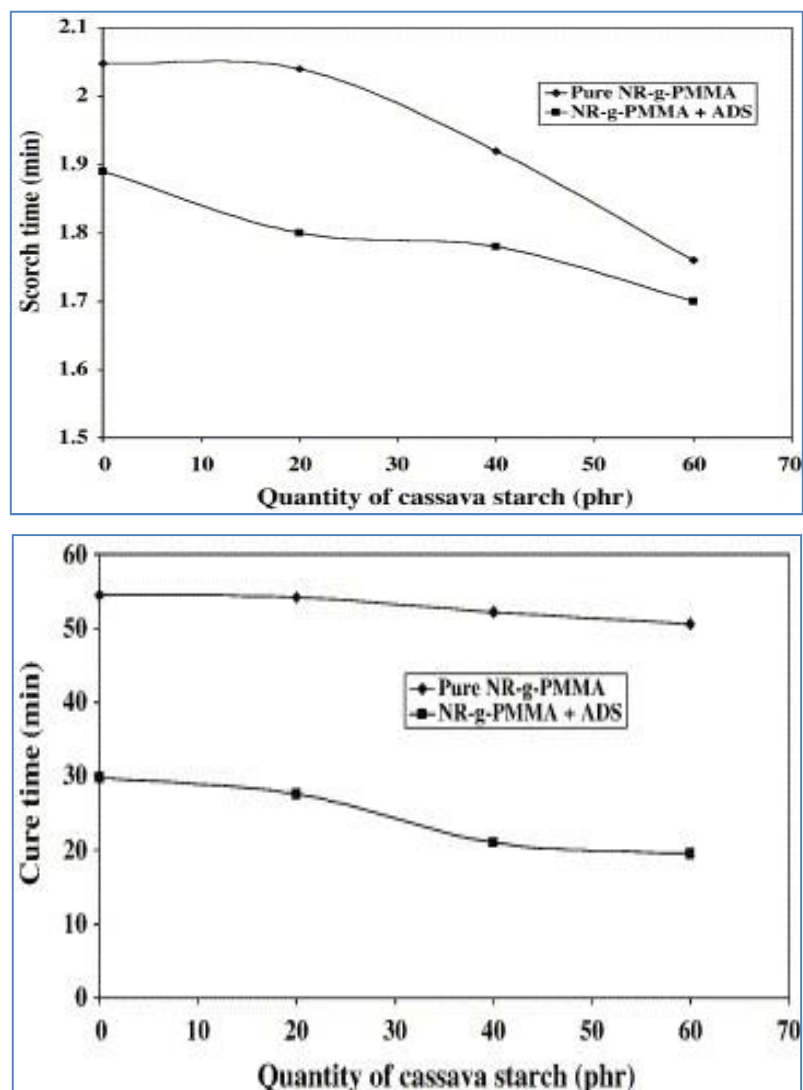 2.1
2
1.9
1.8
1.7
1.6
1.5
Scorch time (min)
Pure NR-g-PMMA
NR-g-PMMA + ADS
0 10 20 30 40 50 60 70
Quantity of cassava starch (phr)
60
50
40
30
20
10
0
Cure time (min)
Pure NR-g-PMMA
NR-g-PMMA + ADS
0 10 20 30 40 50 60 70
Quantity of cassava starch (phr)